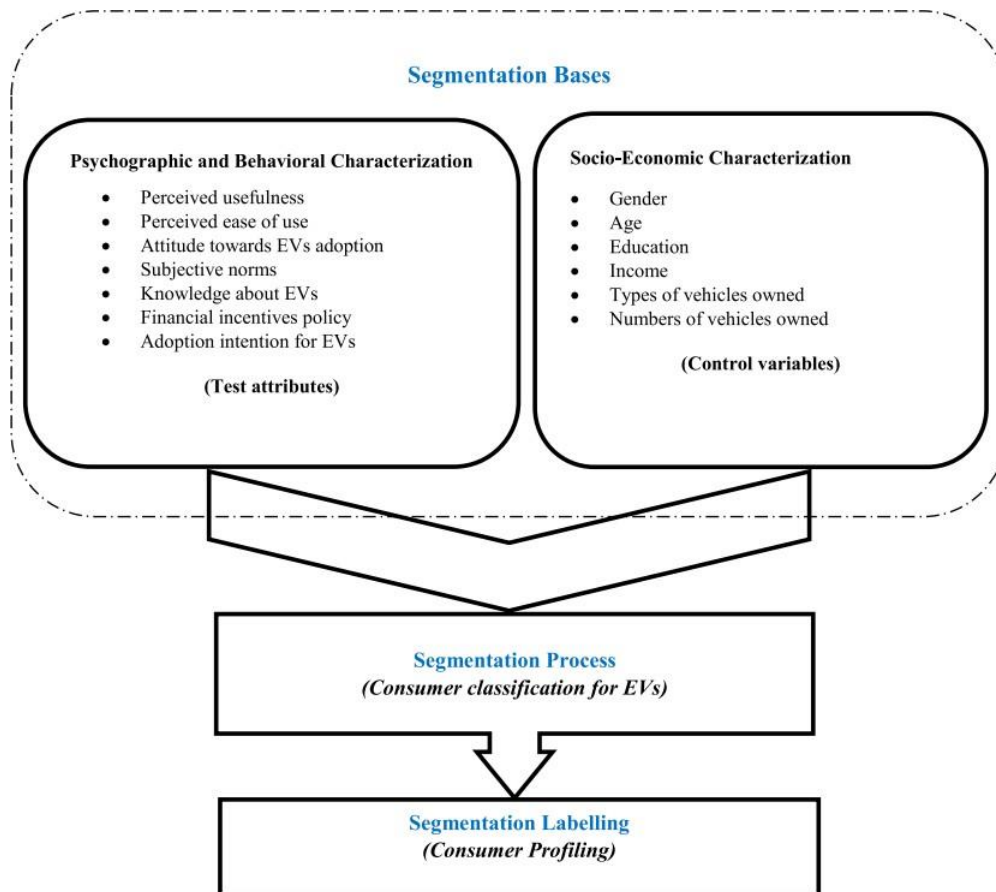 Segmentation Bases
Psychographic and Behavioral Characterization
• Perceived usefulness
• Perceived ease of use
• Attitude towards EVs adoption
• Subjective norms
• Knowledge about EVs
• Financial incentives policy
• Adoption intention for EVs
(Test attributes)
Socio-Economic Characterization
• Gender
• Age
• Education
• Income
• Types of vehicles owned
• Numbers of vehicles owned
(Control variables)
Segmentation Process
(Consumer classification for EVs)
Segmentation Labelling
(Consumer Profiling)